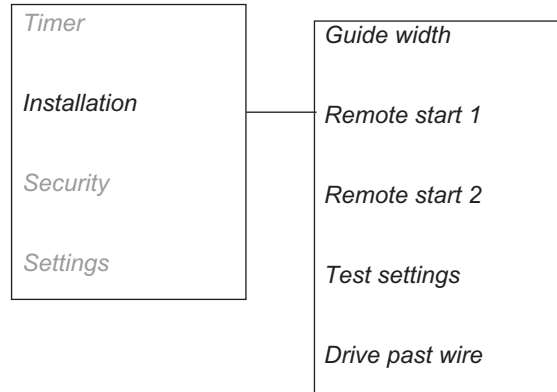 Timer
Installation
Security
Settings
Guide width
Remote start 1
Remote start 2
Test settings
Drive past wire